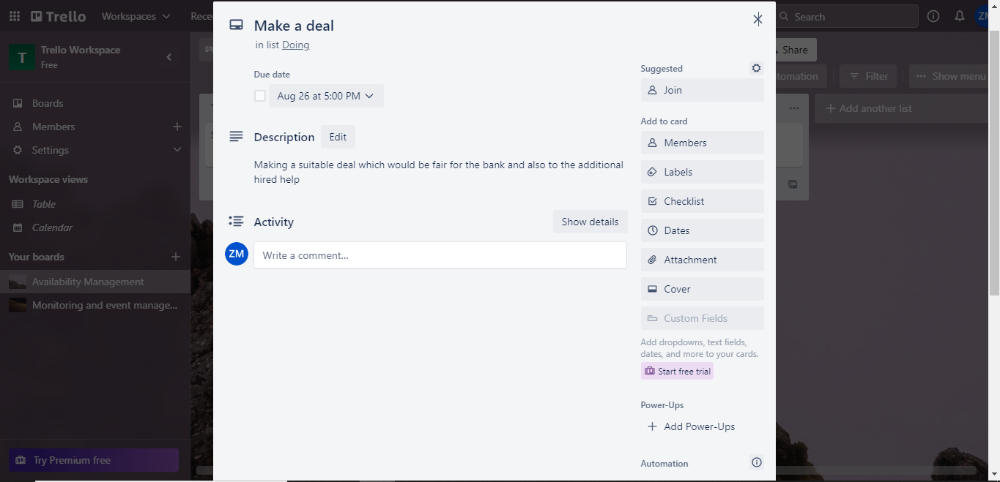 Trello
Workspaces
Rece
Search
ZM
T
Trello Workspace
Free
Boards
Members
Settings
Workspace views
Table
Calendar
Your boards
Availability Management
Monitoring and event manage...
Try Premium free
Make a deal
in list Doing
Due date
Aug 26 at 5:00 PM
Description
Edit
Making a suitable deal which would be fair for the bank and also to the additional
hired help
Activity
Show details
ZM
Write a comment...
Suggested
Join
Add to card
Members
Labels
Checklist
Dates
Attachment
Cover
Custom Fields
Add dropdowns, text fields,
dates, and more to your cards.
Start free trial
Power-Ups
Add Power-Ups
Automation
Share
tomation
Filter
Show menu
Add another list